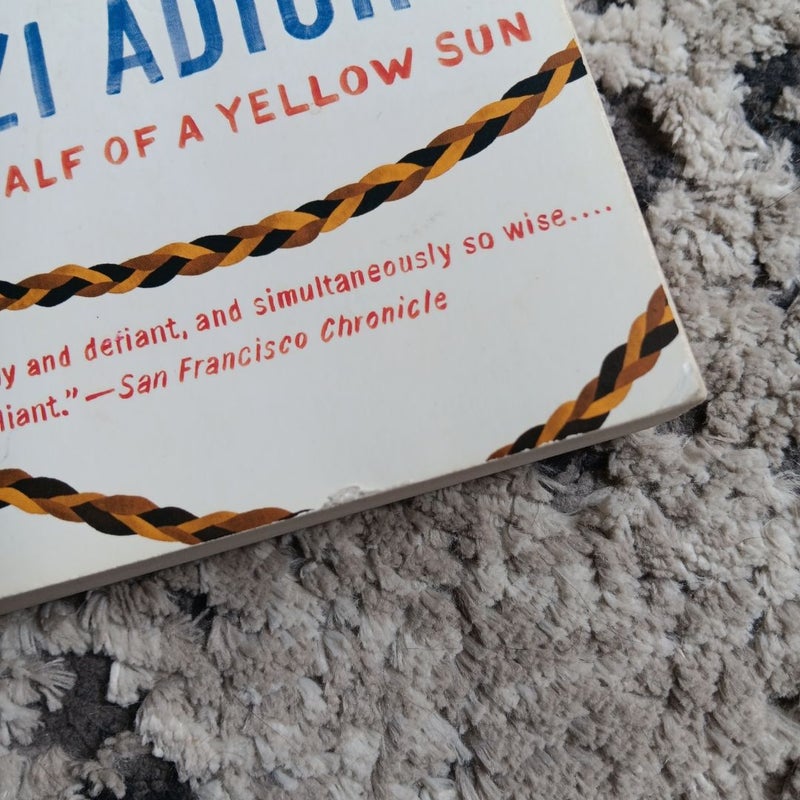 ZI ADICH
ALF OF A YELLOW SUN
y and defiant, and simultaneously so wise....
liant."—San Francisco Chronicle